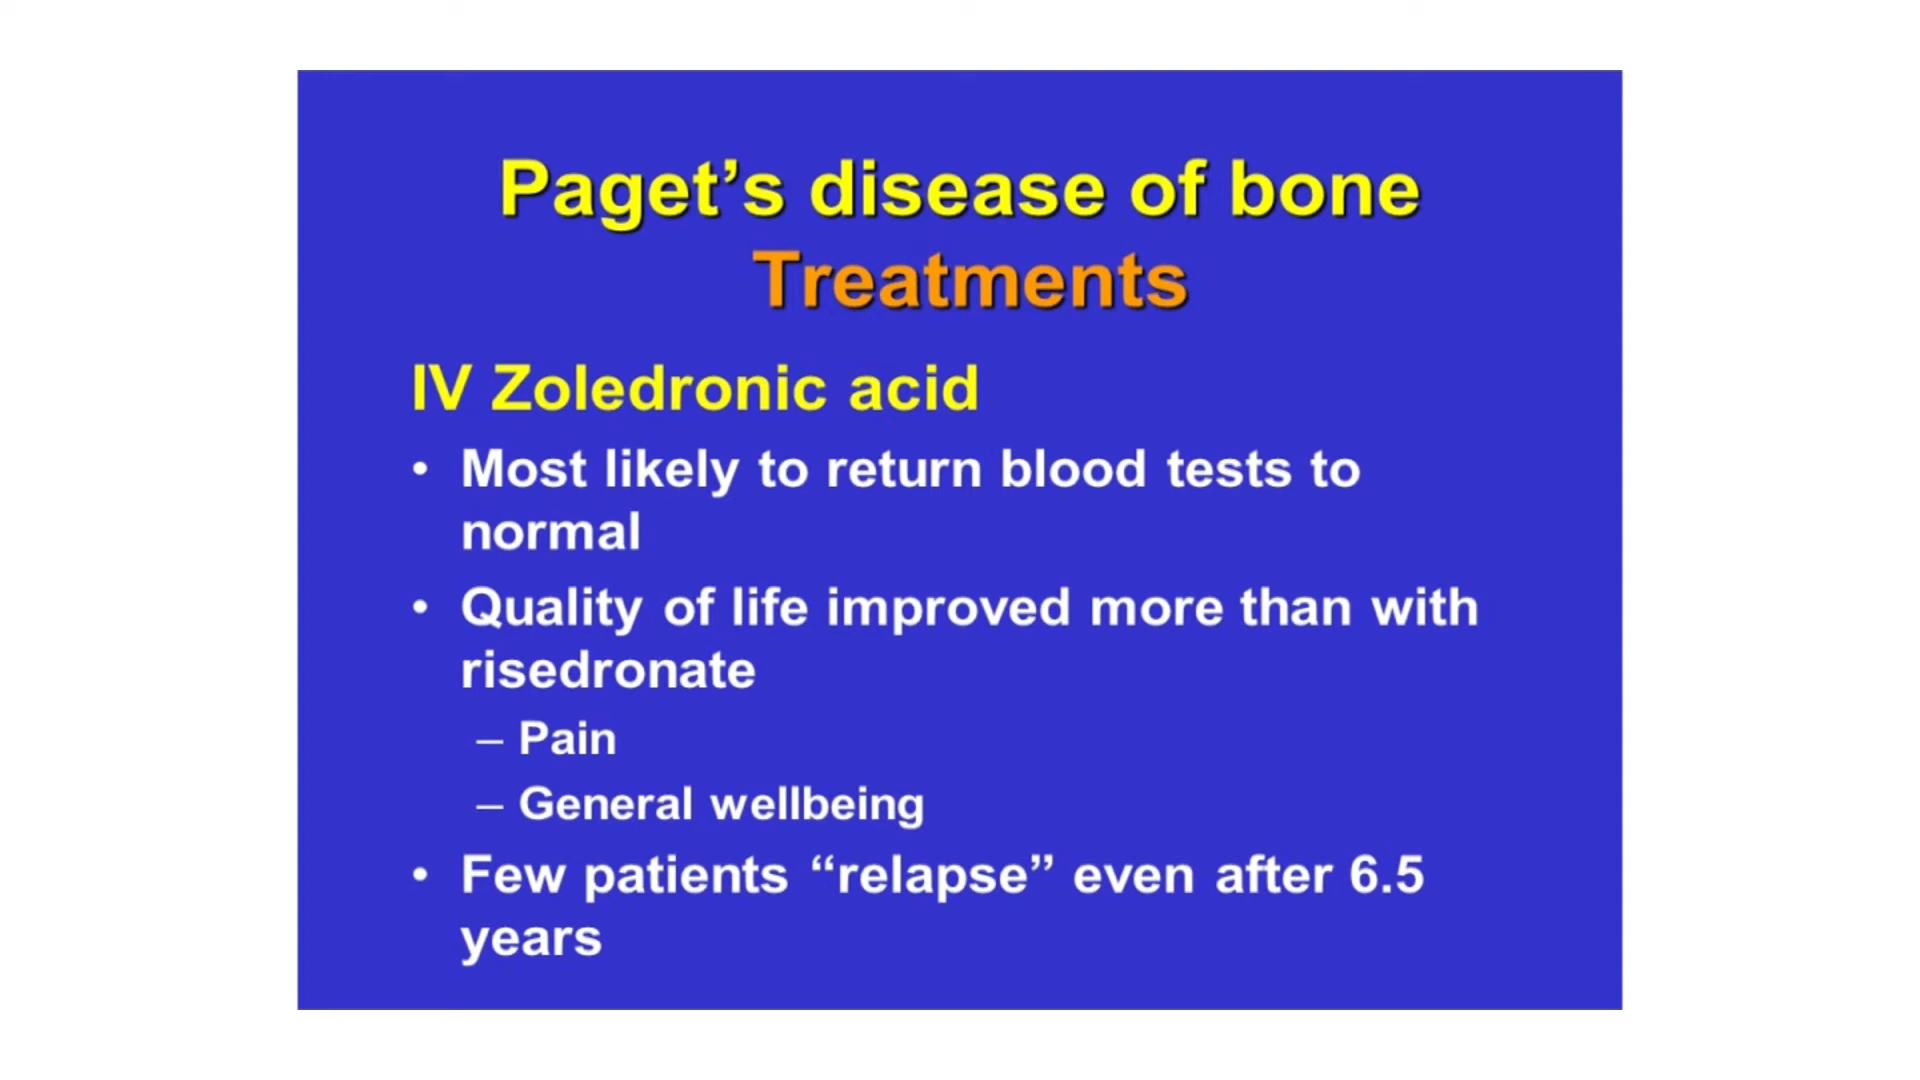 Paget’s disease of bone
Treatments
IV Zoledronic acid
• Most likely to return blood tests to
normal
• Quality of life improved more than with
risedronate
– Pain
– General wellbeing
• Few patients “relapse” even after 6.5
years